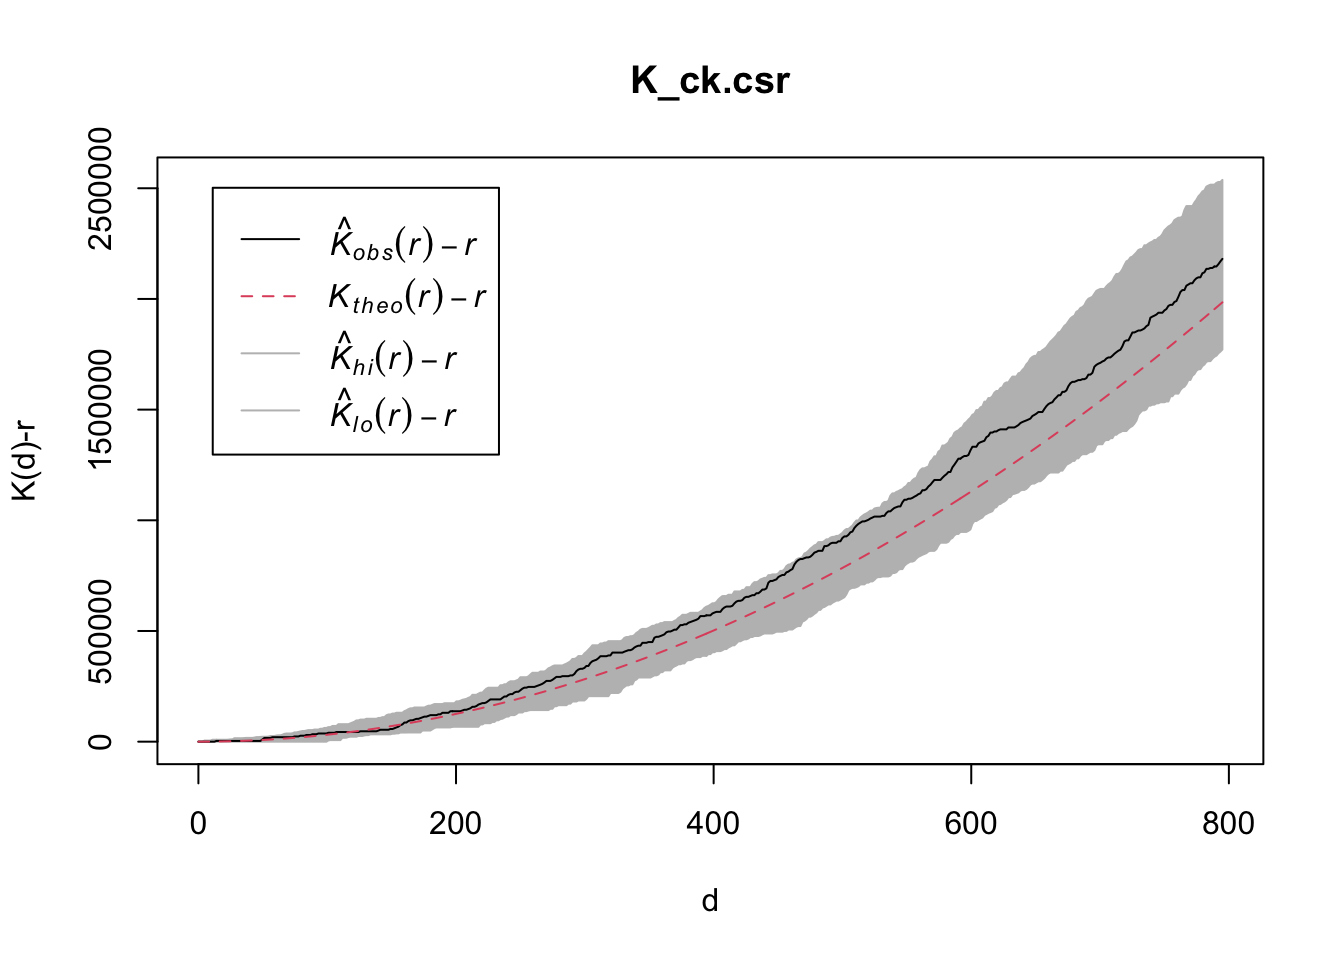 K_ck.csr
K̂obs(r) − r
Ktheo(r) − r
K̂hi(r) − r
K̂lo(r) − r
K(d)-r
2500000
1500000
500000
0
0 200 400 600 800
d